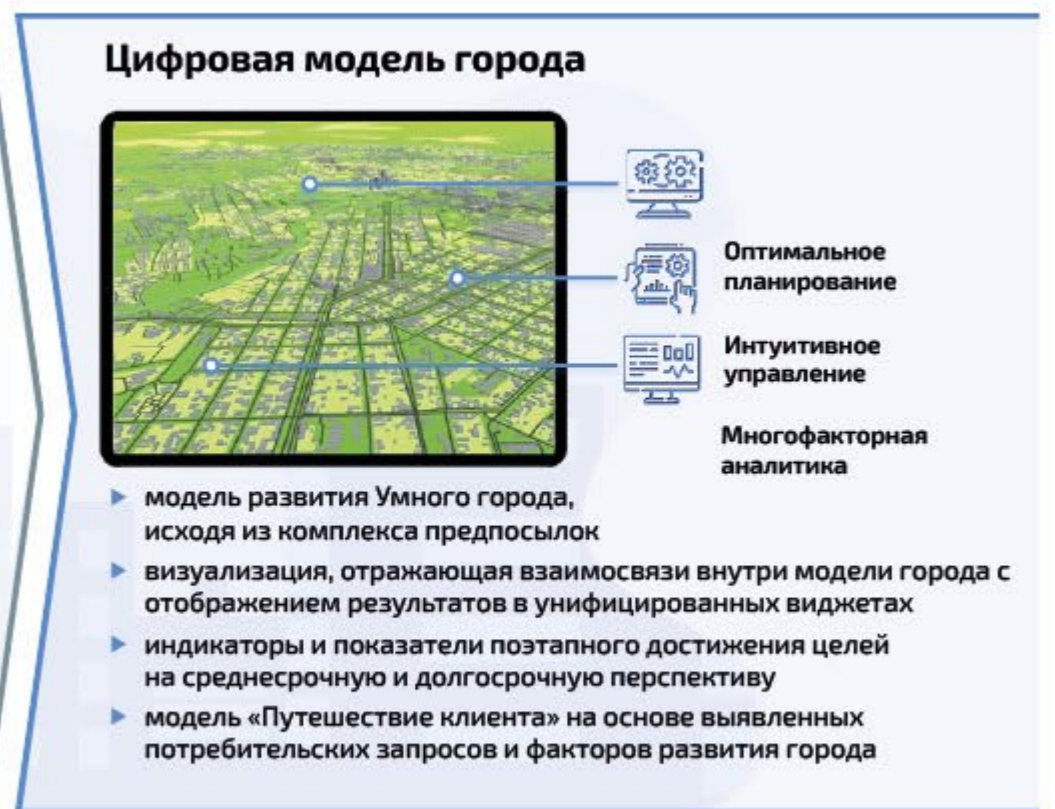 Цифровая модель города
Оптимальное
планирование
Интуитивное
управление
Многофакторная
аналитика
модель развития Умного города,
исходя из комплекса предпосылок
визуализация, отражающая взаимосвязи внутри модели города с
отображением результатов в унифицированных виджетах
индикаторы и показатели поэтапного достижения целей
на среднесрочную и долгосрочную перспективу
модель «Путешествие клиента» на основе выявленных
потребительских запросов и факторов развития города